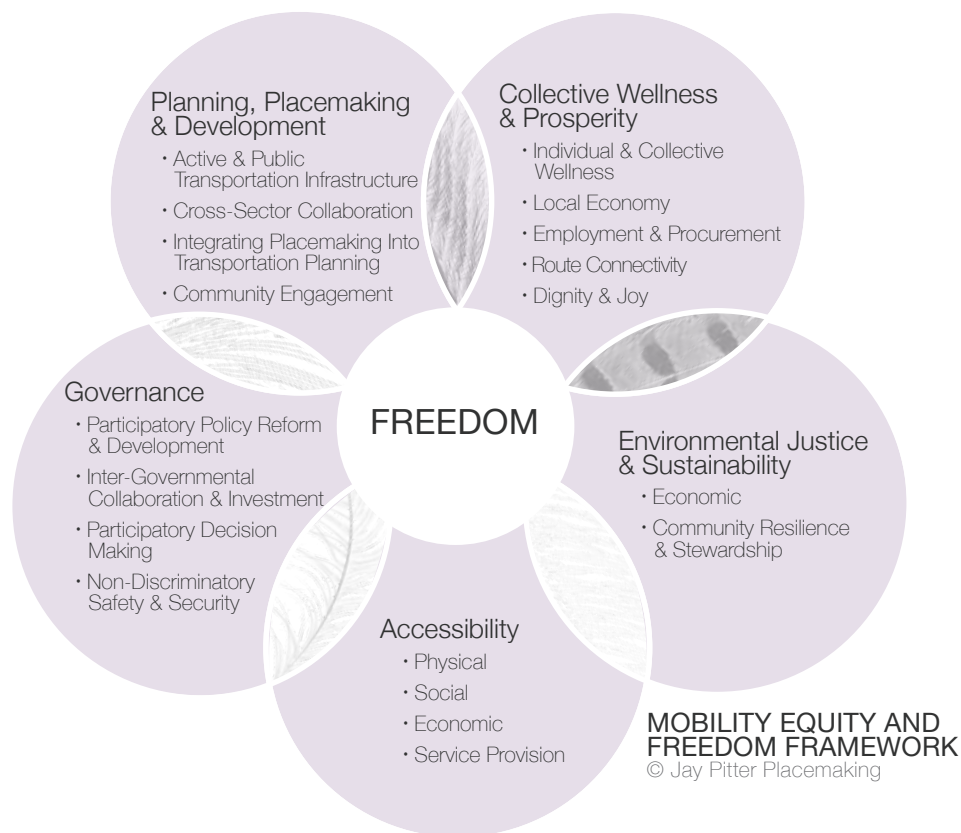 Planning, Placemaking
& Development
· Active & Public
Transportation Infrastructure
· Cross-Sector Collaboration
· Integrating Placemaking Into
Transportation Planning
· Community Engagement
Collective Wellness
& Prosperity
· Individual & Collective
Wellness
· Local Economy
· Employment & Procurement
· Route Connectivity
· Dignity & Joy
Governance
· Participatory Policy Reform
& Development
· Inter-Governmental
Collaboration & Investment
· Participatory Decision
Making
· Non-Discriminatory
Safety & Security
FREEDOM
Environmental Justice
& Sustainability
· Economic
· Community Resilience
& Stewardship
Accessibility
· Physical
· Social
· Economic
· Service Provision
MOBILITY EQUITY AND
FREEDOM FRAMEWORK
© Jay Pitter Placemaking